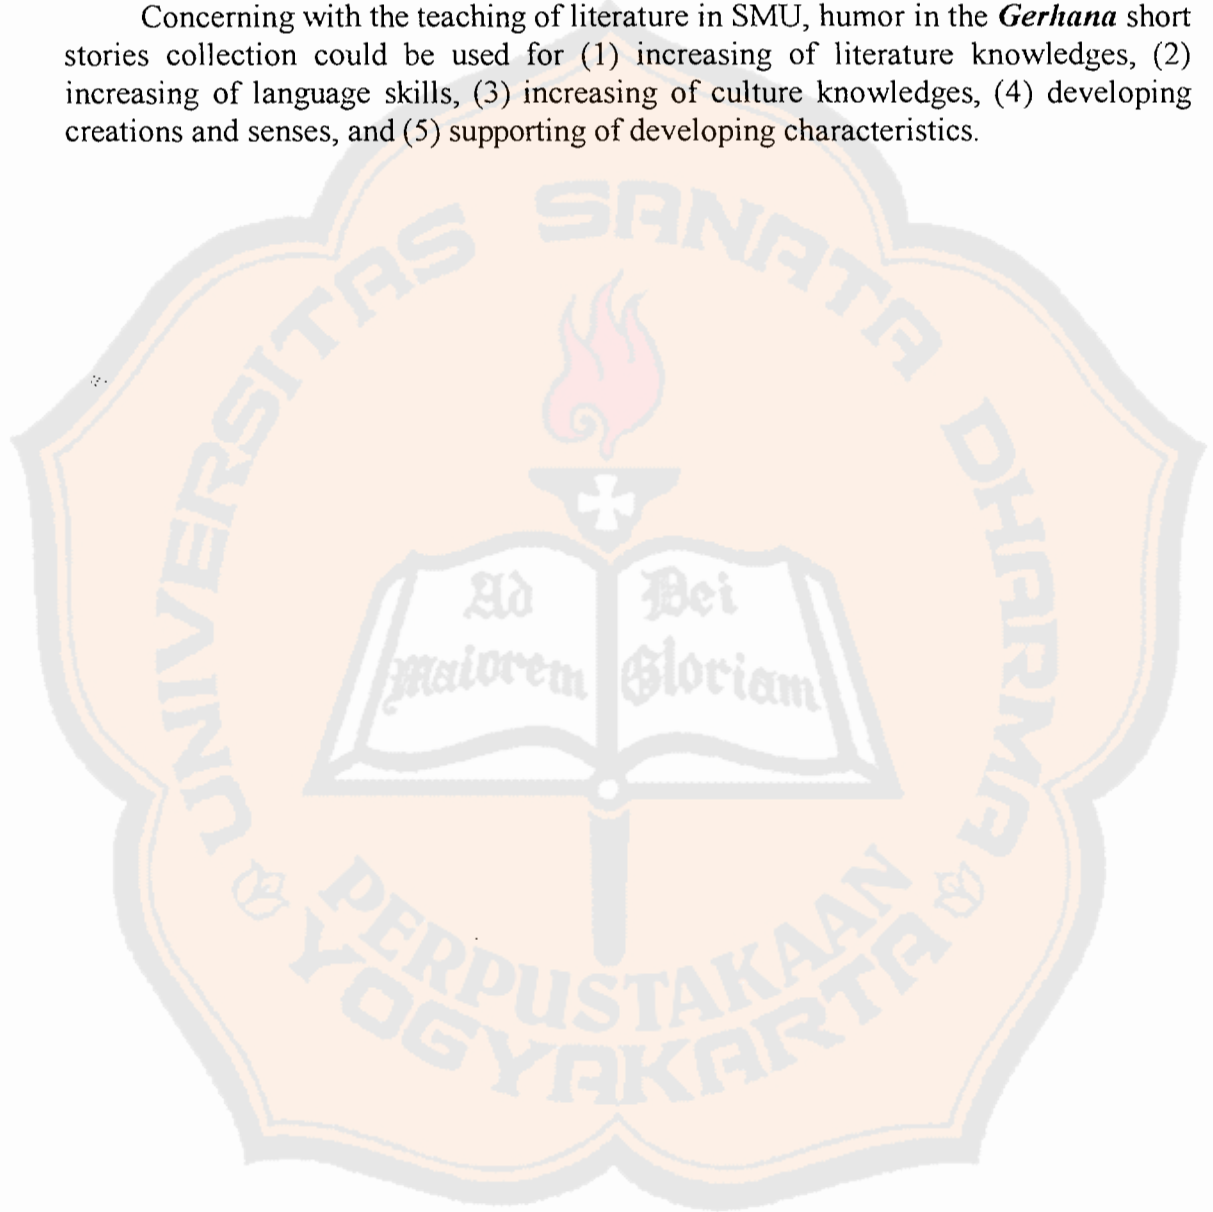 Concerning with the teaching of literature in SMU, humor in the Gerhana short
stories collection could be used for (1) increasing of literature knowledges, (2)
increasing of language skills, (3) increasing of culture knowledges, (4) developing
creations and senses, and (5) supporting of developing characteristics.
UNIVERSITAS SANATA DHARMA
Ad
maiorem
Dei
Gloriam
PERPUSTAKAAN
YOGYAKARTA